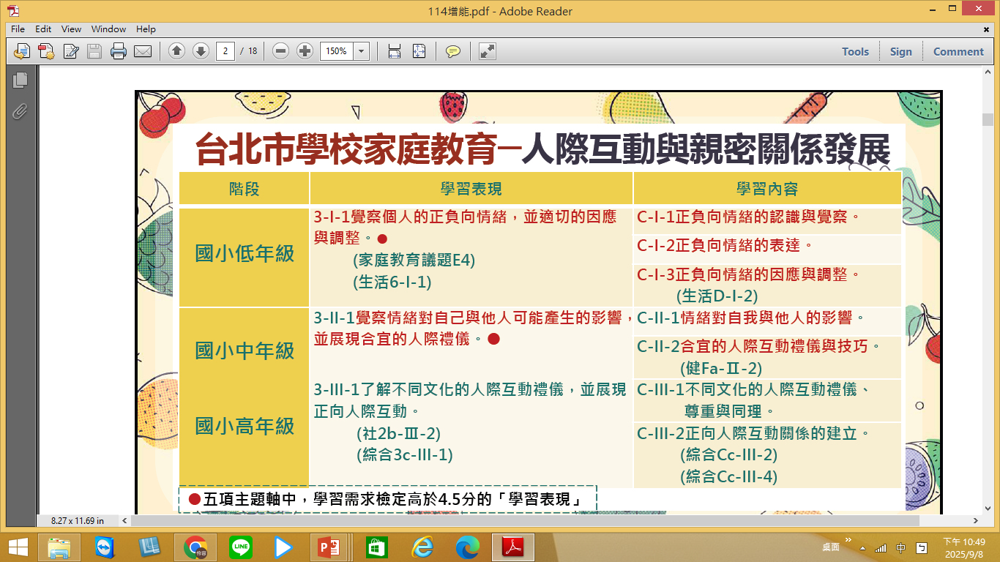 114增能.pdf - Adobe Reader
File Edit View Window Help
2 / 18 150% Tools Sign Comment
台北市學校家庭教育─人際互動與親密關係發展
階段 學習表現 學習內容
國小低年級
3-I-1覺察個人的正負向情緒，並適切的因應
與調整。●
(家庭教育議題E4)
(生活6-I-1)
C-I-1正負向情緒的認識與覺察。
C-I-2正負向情緒的表達。
C-I-3正負向情緒的因應與調整。
(生活D-I-2)
國小中年級
3-II-1覺察情緒對自己與他人可能產生的影響，
並展現合宜的人際禮儀。●
C-II-1情緒對自我與他人的影響。
C-II-2合宜的人際互動禮儀與技巧。
(健Fa-Ⅱ-2)
國小高年級
3-III-1了解不同文化的人際互動禮儀，並展現
正向人際互動。
(社2b-Ⅲ-2)
(綜合3c-III-1)
C-III-1不同文化的人際互動禮儀、
尊重與同理。
C-III-2正向人際互動關係的建立。
(綜合Cc-III-2)
(綜合Cc-III-4)
●五項主題軸中，學習需求檢定高於4.5分的「學習表現」
8.27 x 11.69 in
LINE
桌面
中
下午 10:49
2025/9/8